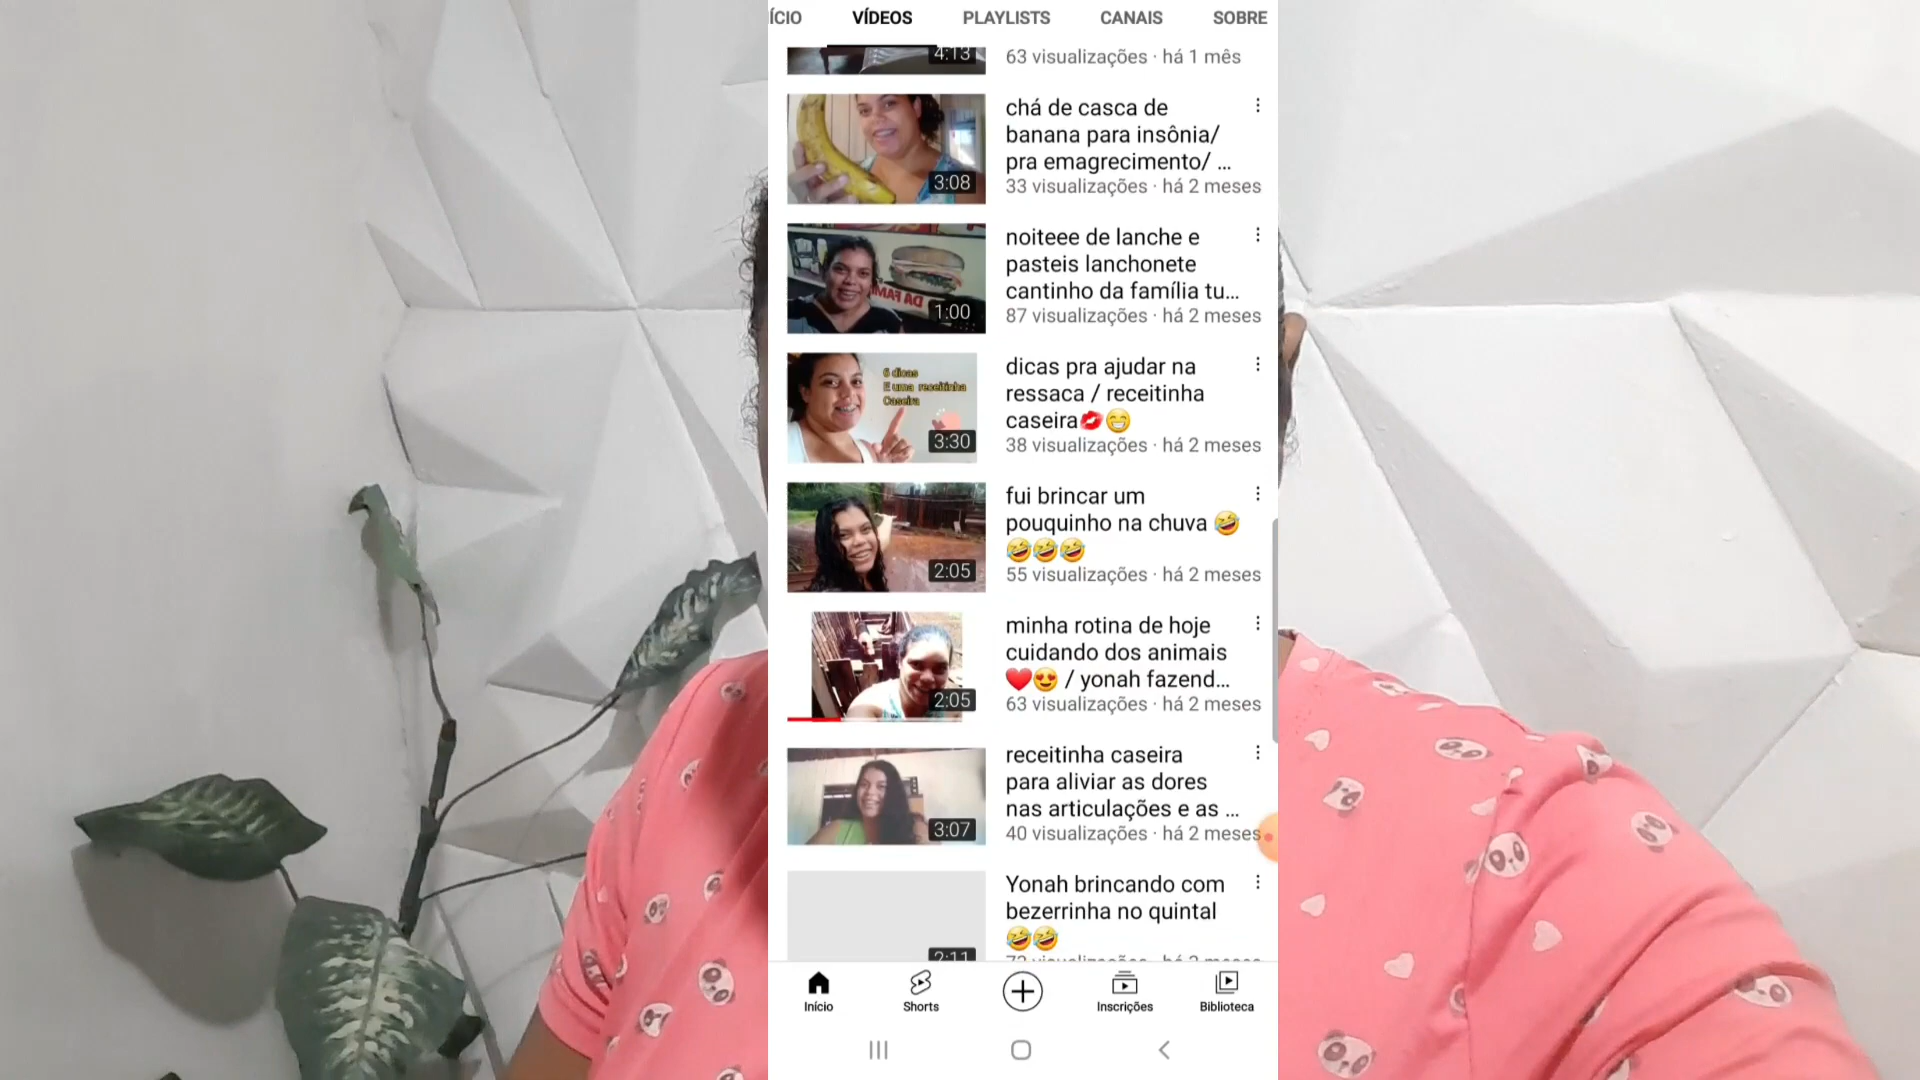 ÍCIO VÍDEOS PLAYLISTS CANAIS SOBRE
4:13
63 visualizações · há 1 mês
chá de casca de
banana para insônia/
pra emagrecimento/ ...
3:08
33 visualizações · há 2 meses
noiteee de lanche e
pasteis lanchonete
cantinho da família tu...
DA FAM
1:00
87 visualizações · há 2 meses
dicas pra ajudar na
ressaca / receitinha
caseira💋😁
6 dicas
E uma receitinha
Caseira
3:30
38 visualizações · há 2 meses
fui brincar um
pouquinho na chuva 🤣
🤣🤣🤣
2:05
55 visualizações · há 2 meses
minha rotina de hoje
cuidando dos animais
❤️😍 / yonah fazend...
2:05
63 visualizações · há 2 meses
receitinha caseira
para aliviar as dores
nas articulações e as ...
3:07
40 visualizações · há 2 meses
Yonah brincando com
bezerrinha no quintal
🤣🤣
2:11
Início Shorts Inscrições Biblioteca